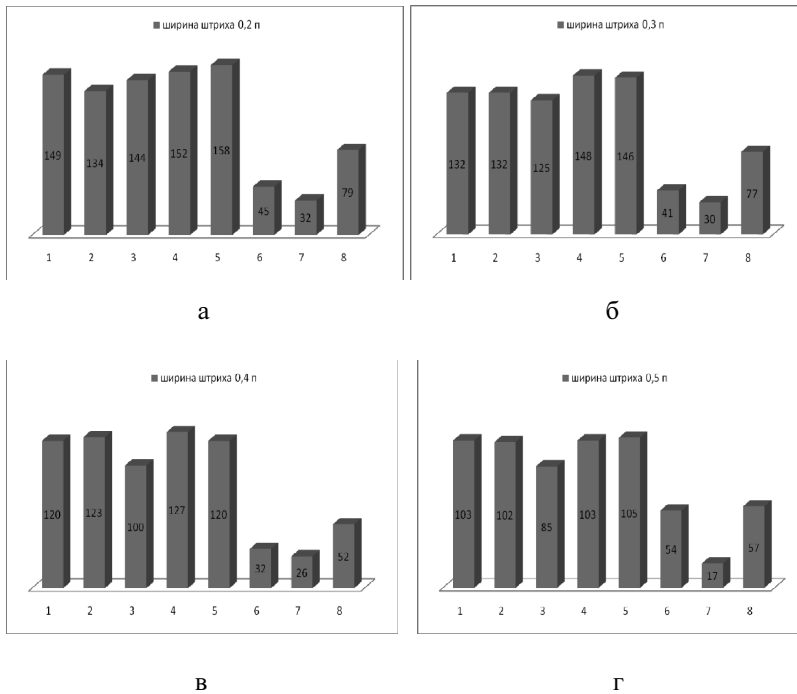 ширина штриха 0,2 п
149 134 144 152 158 45 32 79
1 2 3 4 5 6 7 8
а
ширина штриха 0,3 п
132 132 125 148 146 41 30 77
1 2 3 4 5 6 7 8
б
ширина штриха 0,4 п
120 123 100 127 120 32 26 52
1 2 3 4 5 6 7 8
в
ширина штриха 0,5 п
103 102 85 103 105 54 17 57
1 2 3 4 5 6 7 8
г